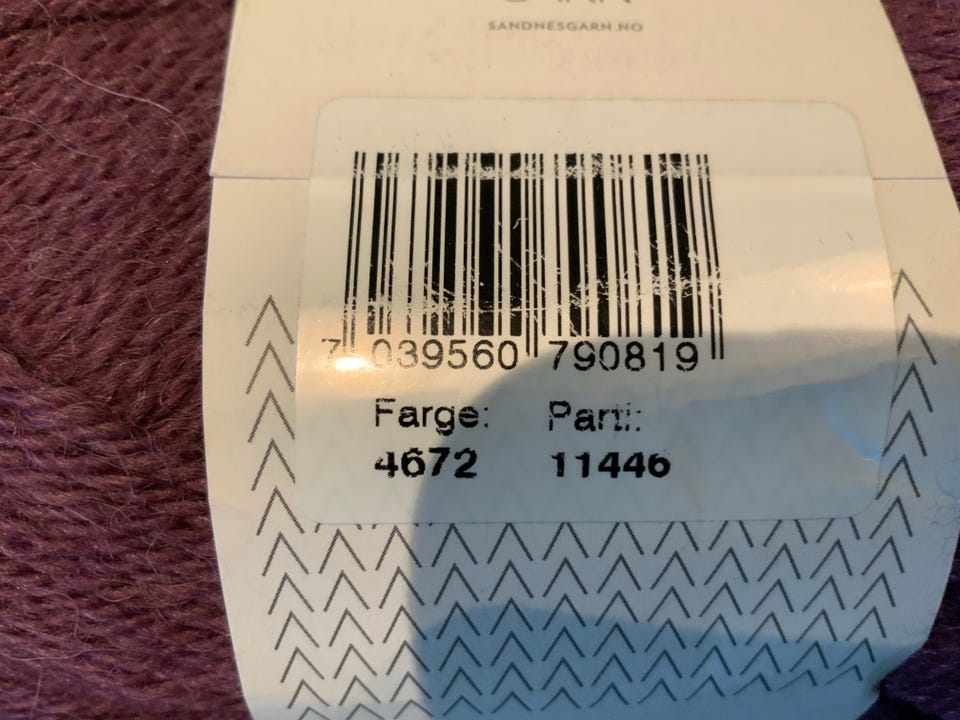 SANDNESGARN.NO
7 039560 790819
Farge: Parti:
4672 11446